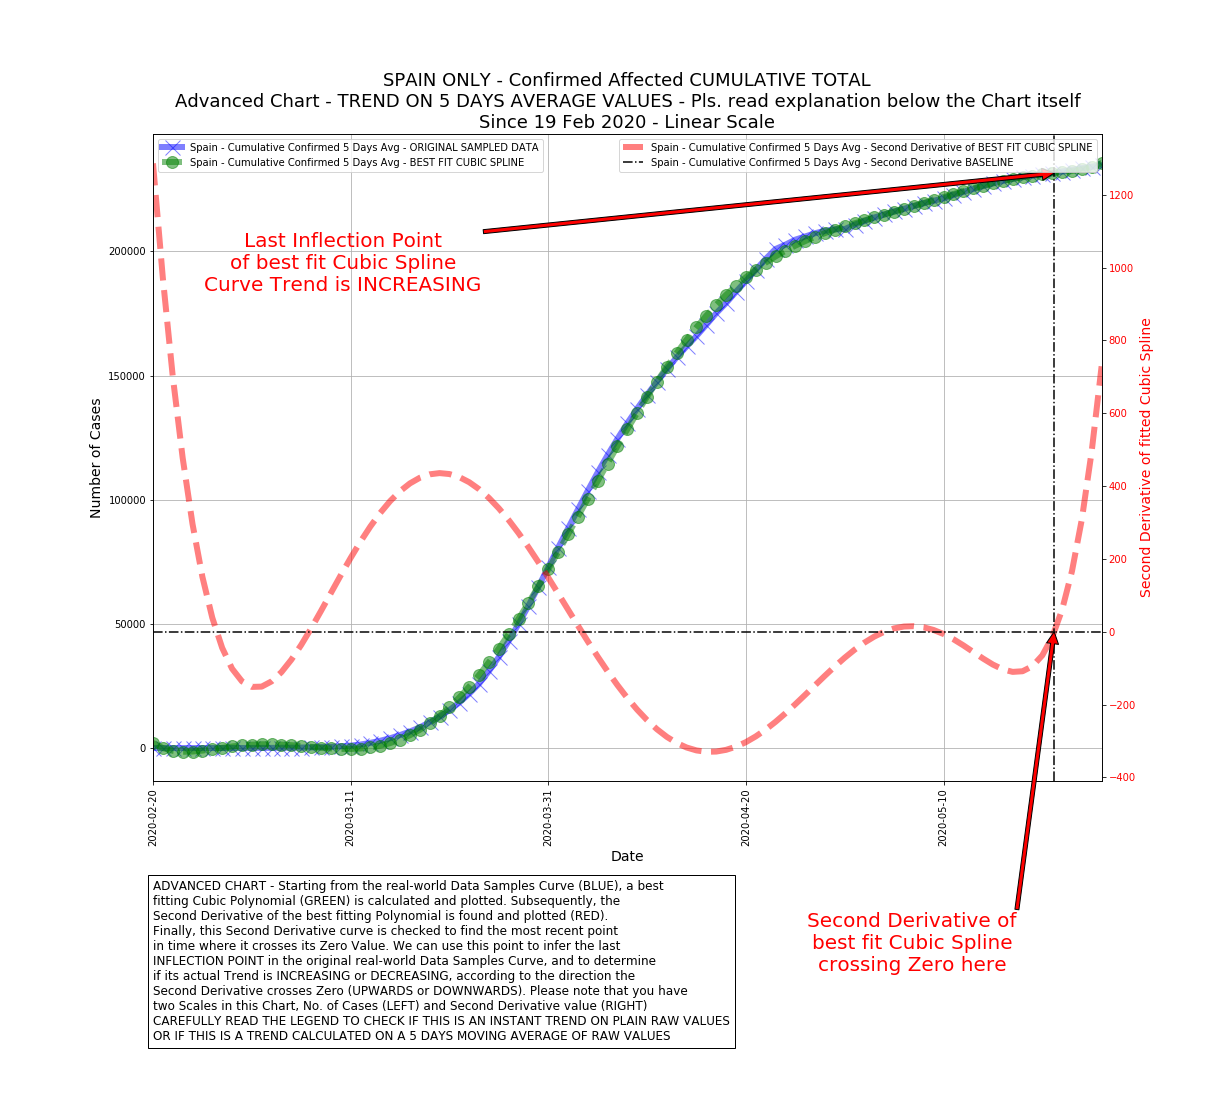 SPAIN ONLY - Confirmed Affected CUMULATIVE TOTAL
Advanced Chart - TREND ON 5 DAYS AVERAGE VALUES - Pls. read explanation below the Chart itself
Since 19 Feb 2020 - Linear Scale
Spain - Cumulative Confirmed 5 Days Avg - ORIGINAL SAMPLED DATA
Spain - Cumulative Confirmed 5 Days Avg - BEST FIT CUBIC SPLINE
Spain - Cumulative Confirmed 5 Days Avg - Second Derivative of BEST FIT CUBIC SPLINE
Spain - Cumulative Confirmed 5 Days Avg - Second Derivative BASELINE
Last Inflection Point
of best fit Cubic Spline
Curve Trend is INCREASING
Number of Cases
200000
150000
100000
50000
0
1200
1000
800
600
400
200
0
−200
−400
Second Derivative of fitted Cubic Spline
2020-02-20
2020-03-11
2020-03-31
2020-04-20
2020-05-10
Date
ADVANCED CHART - Starting from the real-world Data Samples Curve (BLUE), a best
fitting Cubic Polynomial (GREEN) is calculated and plotted. Subsequently, the
Second Derivative of the best fitting Polynomial is found and plotted (RED).
Finally, this Second Derivative curve is checked to find the most recent point
in time where it crosses its Zero Value. We can use this point to infer the last
INFLECTION POINT in the original real-world Data Samples Curve, and to determine
if its actual Trend is INCREASING or DECREASING, according to the direction the
Second Derivative crosses Zero (UPWARDS or DOWNWARDS). Please note that you have
two Scales in this Chart, No. of Cases (LEFT) and Second Derivative value (RIGHT)
CAREFULLY READ THE LEGEND TO CHECK IF THIS IS AN INSTANT TREND ON PLAIN RAW VALUES
OR IF THIS IS A TREND CALCULATED ON A 5 DAYS MOVING AVERAGE OF RAW VALUES
Second Derivative of
best fit Cubic Spline
crossing Zero here